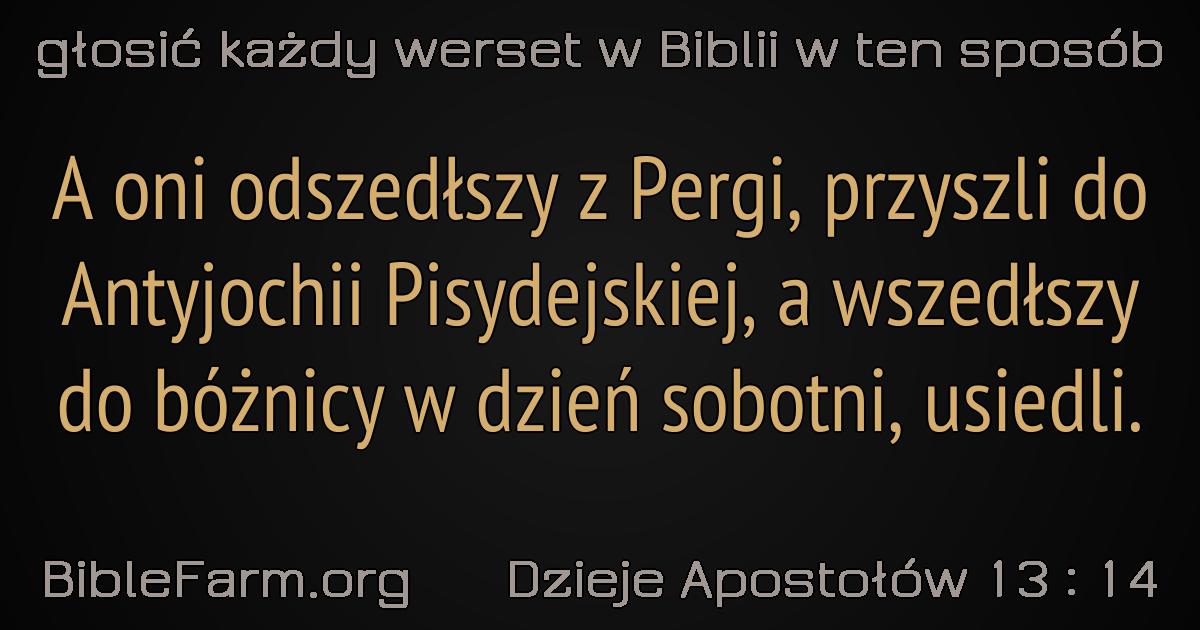 głosić każdy werset w Biblii w ten sposób
A oni odszedłszy z Pergi, przyszli do
Antyjochii Pisydejskiej, a wszedłszy
do bóżnicy w dzień sobotni, usiedli.
BibleFarm.org Dzieje Apostołów 13 : 14